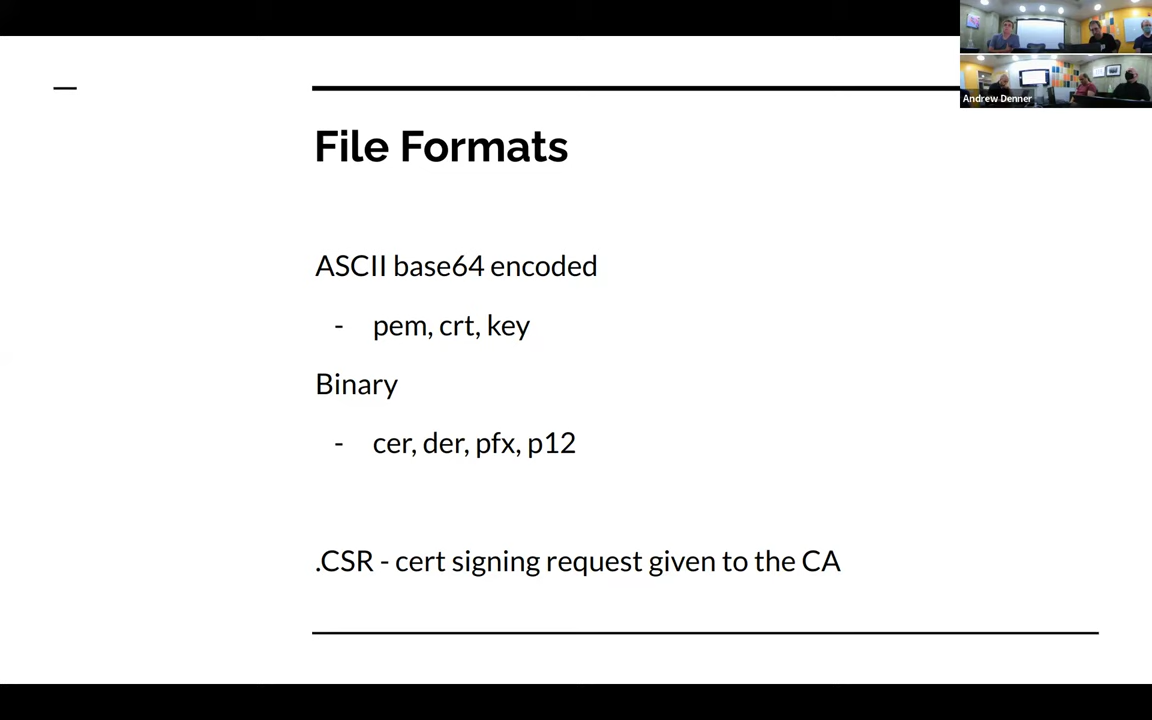 Andrew Denner
File Formats
ASCII base64 encoded
- pem, crt, key
Binary
- cer, der, pfx, p12
.CSR - cert signing request given to the CA